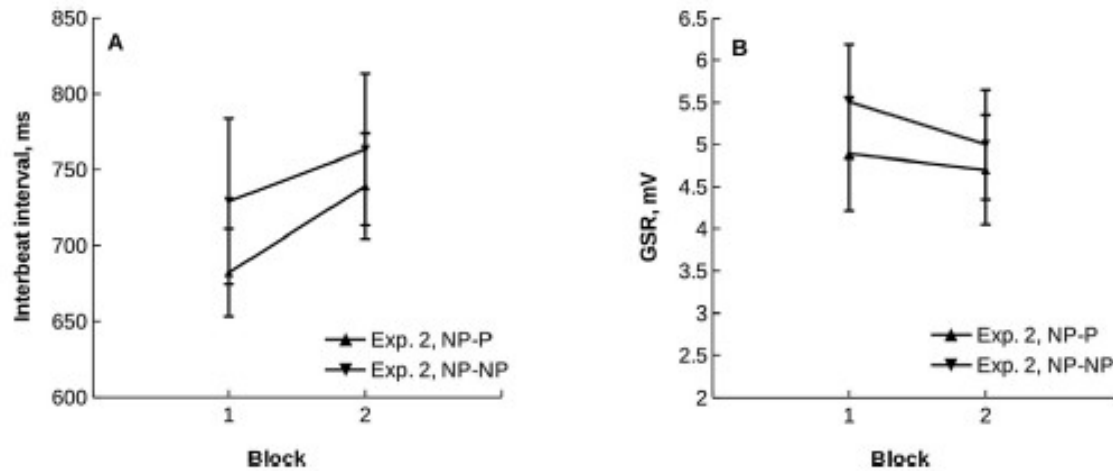 A
850
800
750
700
650
600
Interbeat interval, ms
1
2
Block
Exp. 2, NP-P
Exp. 2, NP-NP
B
6.5
6
5.5
5
4.5
4
3.5
3
2.5
2
GSR, mV
1
2
Block
Exp. 2, NP-P
Exp. 2, NP-NP